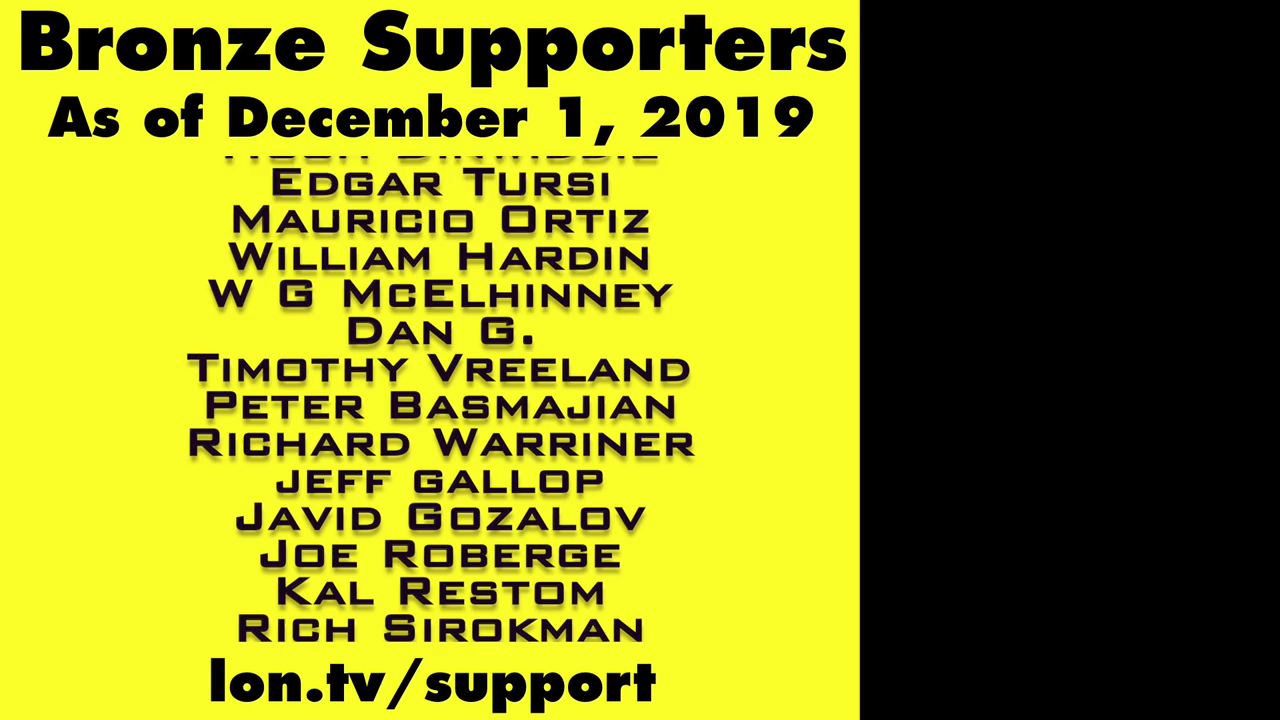 Bronze Supporters
As of December 1, 2019
Edgar Tursi
Mauricio Ortiz
William Hardin
W G McElhinney
Dan G.
Timothy Vreeland
Peter Basmajian
Richard Warriner
jeff gallop
Javid Gozalov
Joe Roberge
Kal Restom
Rich Sirokman
lon.tv/support